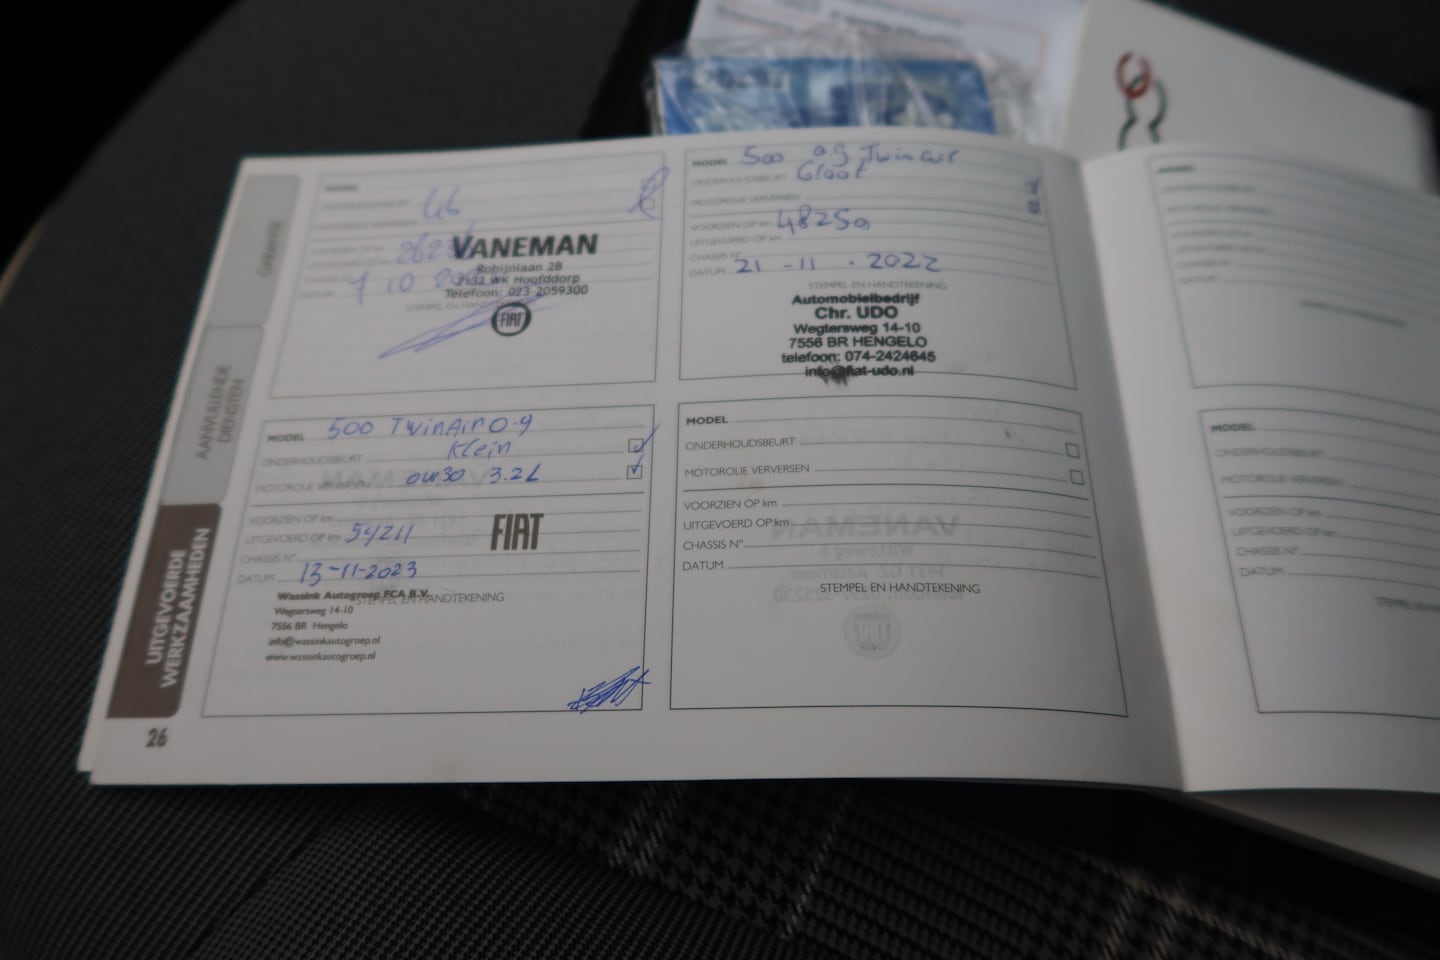 GARANTIE
AANVULLENDE
DIENSTEN
UITGEVOERDE
WERKZAAMHEDEN
26
MODEL
VANEMAN
Robijnlaan 28
2132 WK Hoofddorp
Telefoon: 023-2059300
STEMPEL EN
FIAT
MODEL 500 0.9 Twinair
ONDERHOUDSBEURT Groot
MOTOROLIE VERVERSEN
VOORZIEN OP km 48250
UITGEVOERD OP km
CHASSIS N°
DATUM 21-11-2022
STEMPEL EN HANDTEKENING
Automobielbedrijf
Chr. UDO
Wegtersweg 14-10
7556 BR HENGELO
telefoon: 074-2424645
info@fiat-udo.nl
MODEL 500 TwinAir 0.9
ONDERHOUDSBEURT Klein
MOTOROLIE VERVERSEN 0W30 3.2L
VOORZIEN OP km
UITGEVOERD OP km 54211
FIAT
CHASSIS N°
DATUM 13-11-2023
STEMPEL EN HANDTEKENING
Wassink Autogroep FCA B.V.
Wegtersweg 14-10
7556 BR Hengelo
info@wassinkautogroep.nl
www.wassinkautogroep.nl
MODEL
ONDERHOUDSBEURT
MOTOROLIE VERVERSEN
VOORZIEN OP km
UITGEVOERD OP km
CHASSIS N°
DATUM
STEMPEL EN HANDTEKENING
MODEL
MODEL
ONDERHOUDSBEURT
MOTOROLIE VERVERSEN
VOORZIEN OP km
UITGEVOERD OP km
CHASSIS N°
DATUM